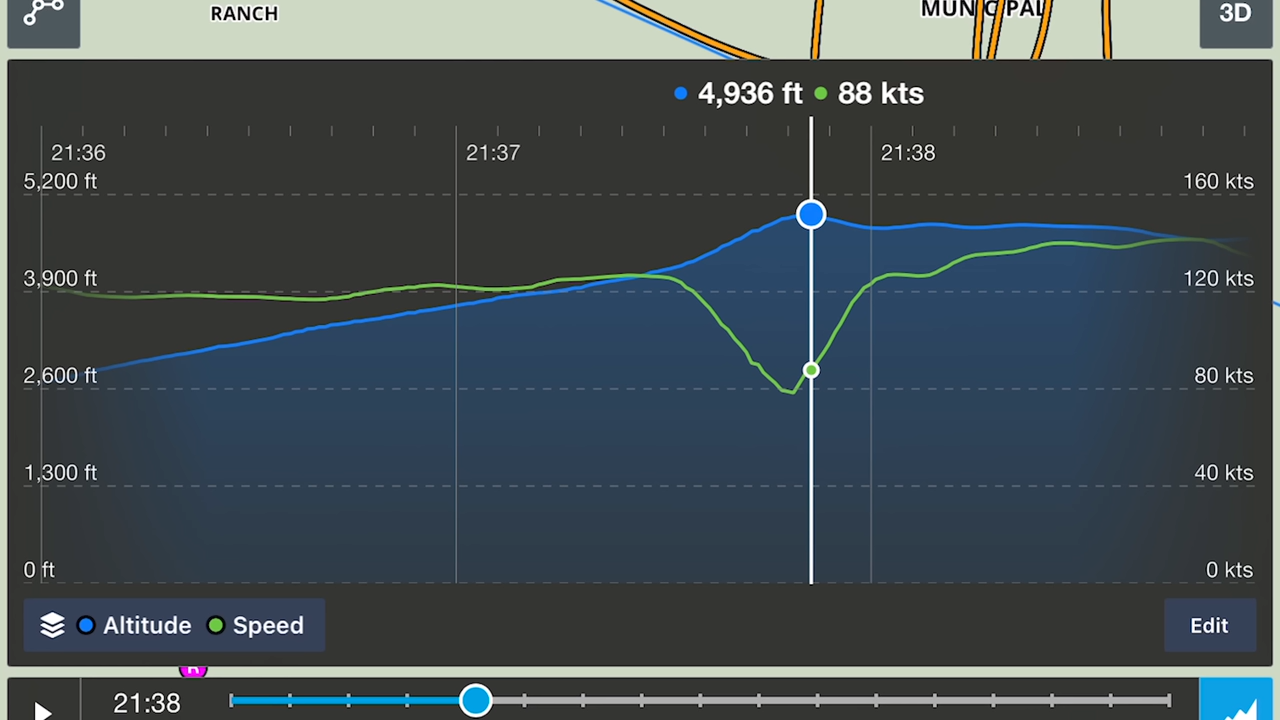 RANCH
MUNICIPAL
3D
4,936 ft 88 kts
21:36 21:37 21:38
5,200 ft 160 kts
3,900 ft 120 kts
2,600 ft 80 kts
1,300 ft 40 kts
0 ft 0 kts
Altitude Speed Edit
R
21:38